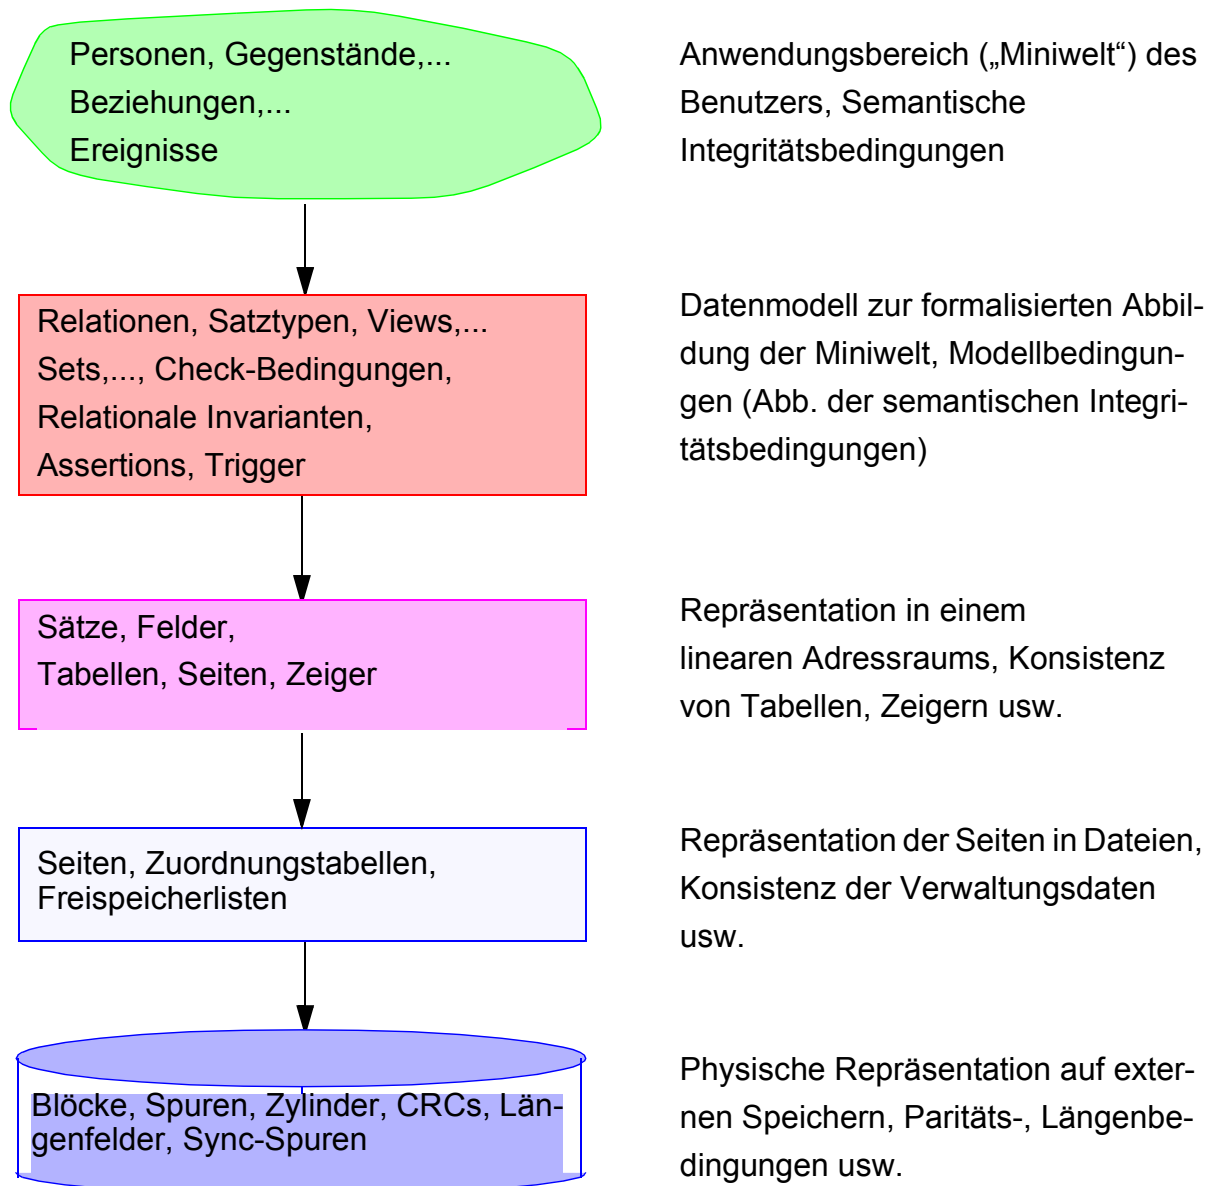 Personen, Gegenstände,...
Beziehungen,...
Ereignisse
Anwendungsbereich („Miniwelt“) des
Benutzers, Semantische
Integritätsbedingungen
Relationen, Satztypen, Views,...
Sets,..., Check-Bedingungen,
Relationale Invarianten,
Assertions, Trigger
Datenmodell zur formalisierten Abbil-
dung der Miniwelt, Modellbedingun-
gen (Abb. der semantischen Integri-
tätsbedingungen)
Sätze, Felder,
Tabellen, Seiten, Zeiger
Repräsentation in einem
linearen Adressraums, Konsistenz
von Tabellen, Zeigern usw.
Seiten, Zuordnungstabellen,
Freispeicherlisten
Repräsentation der Seiten in Dateien,
Konsistenz der Verwaltungsdaten
usw.
Blöcke, Spuren, Zylinder, CRCs, Län-
genfelder, Sync-Spuren
Physische Repräsentation auf exter-
nen Speichern, Paritäts-, Längenbe-
dingungen usw.